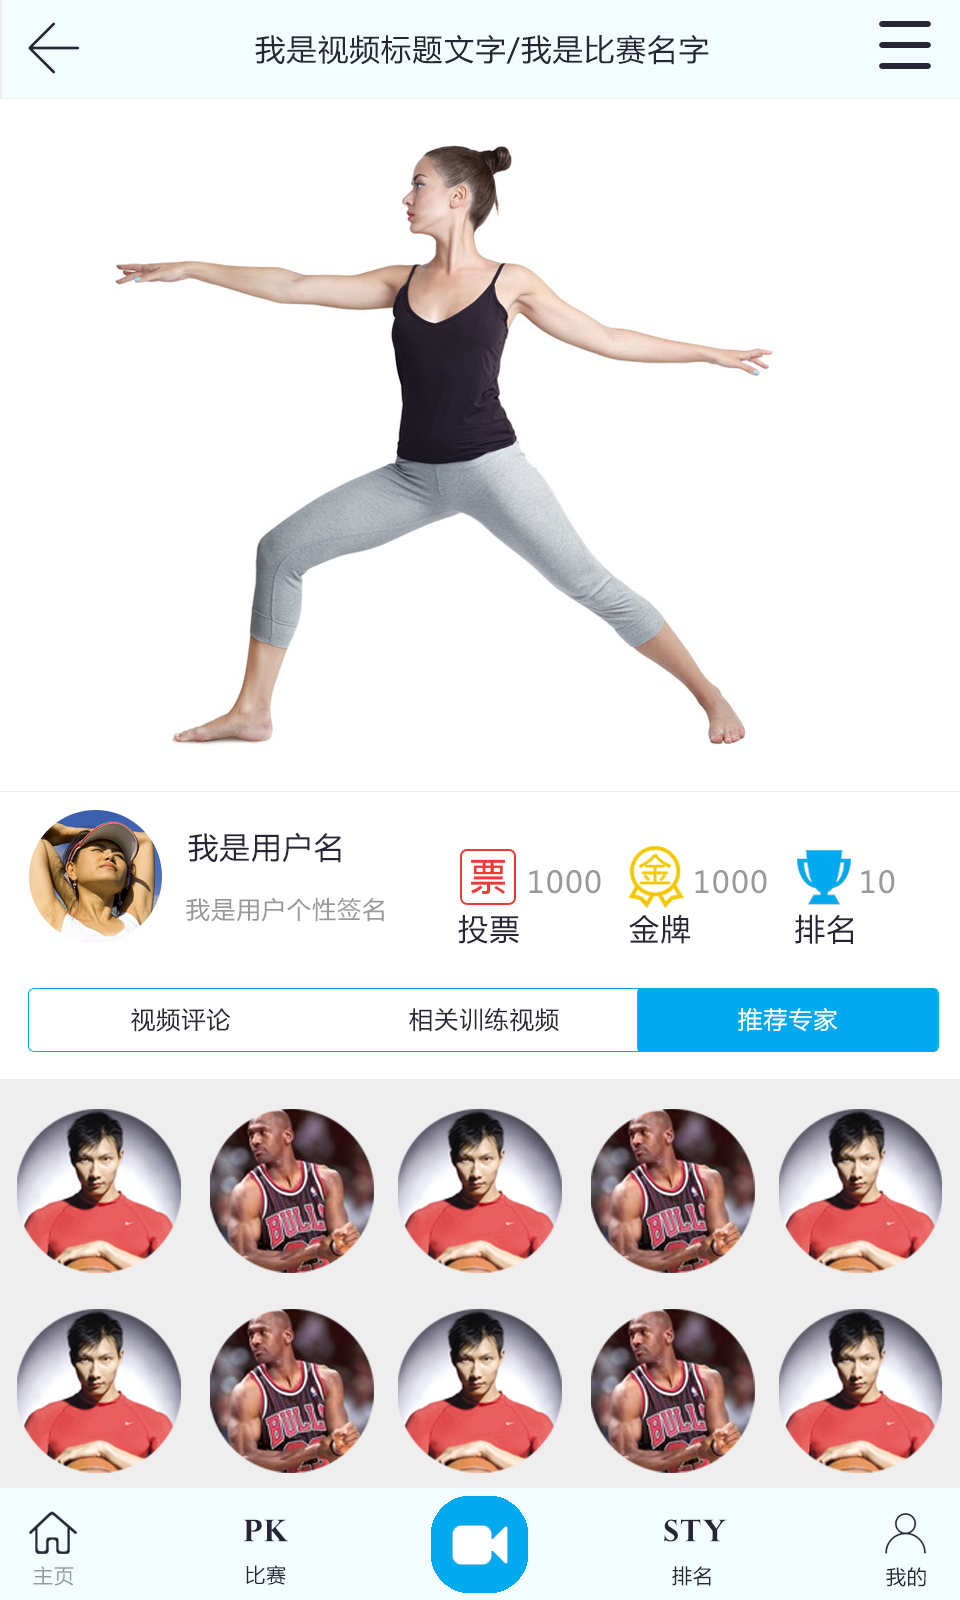 我是视频标题文字/我是比赛名字
我是用户名
我是用户个性签名
票 1000
投票
金 1000
金牌
10
排名
视频评论
相关训练视频
推荐专家
BULLS
BULLS
BULLS
BULLS
主页
PK
比赛
STY
排名
我的